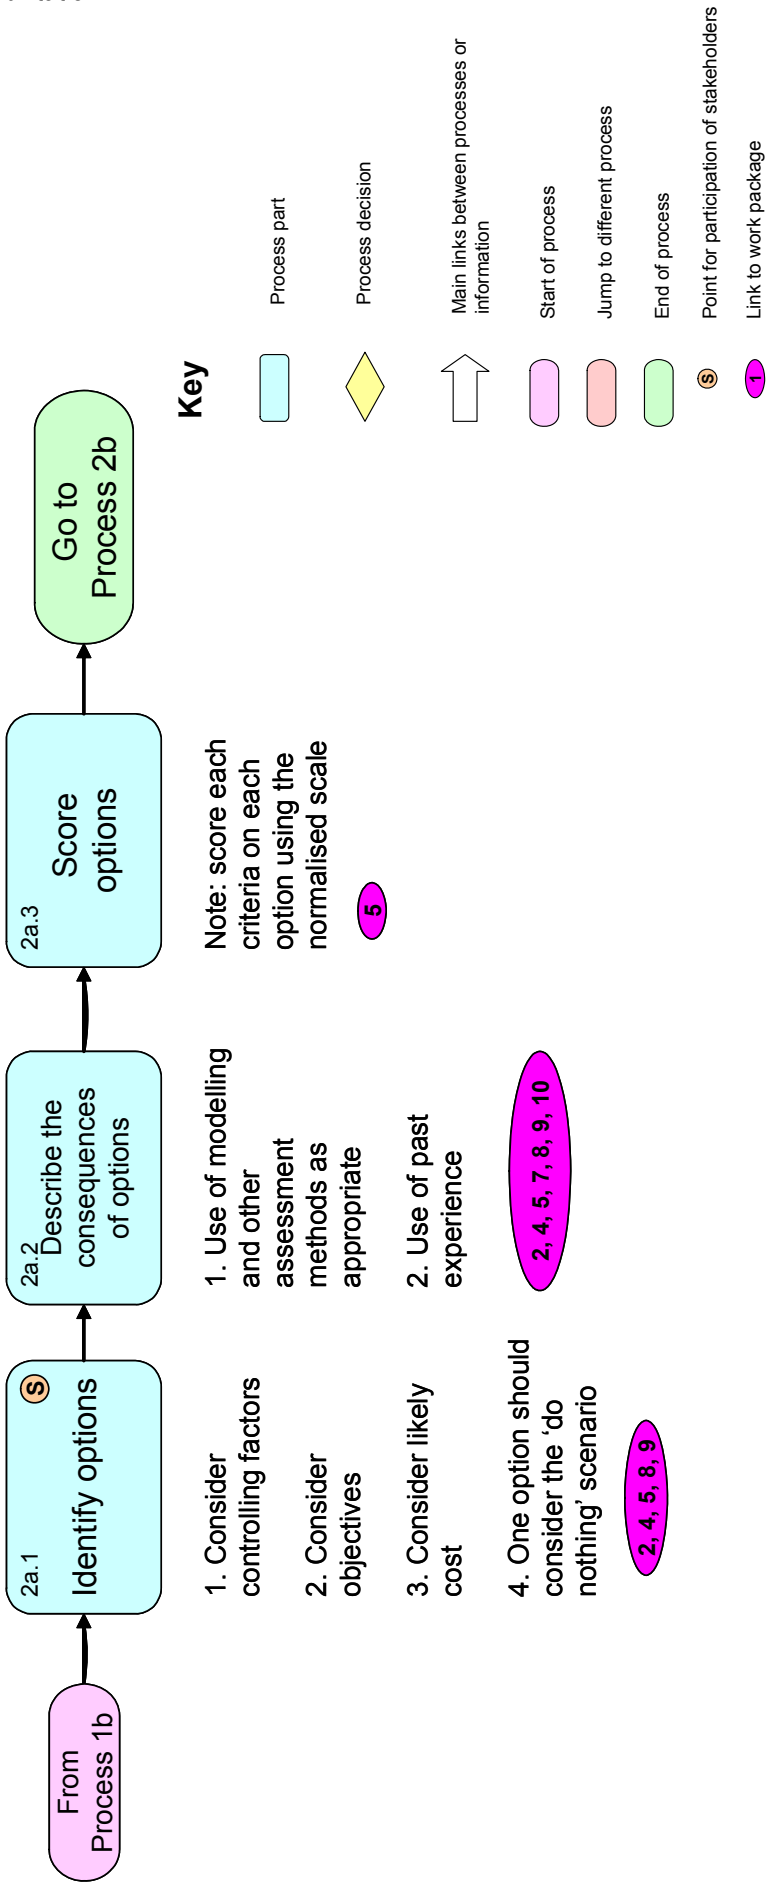 From
Process 1b
2a.1
S
Identify options
1. Consider
controlling factors
2. Consider
objectives
3. Consider likely
cost
4. One option should
consider the ‘do
nothing’ scenario
2, 4, 5, 8, 9
2a.2
Describe the
consequences
of options
1. Use of modelling
and other
assessment
methods as
appropriate
2. Use of past
experience
2, 4, 5, 7, 8, 9, 10
2a.3
Score
options
Note: score each
criteria on each
option using the
normalised scale
5
Go to
Process 2b
Key
Process part
Process decision
Main links between processes or
information
Start of process
Jump to different process
End of process
S
Point for participation of stakeholders
1
Link to work package